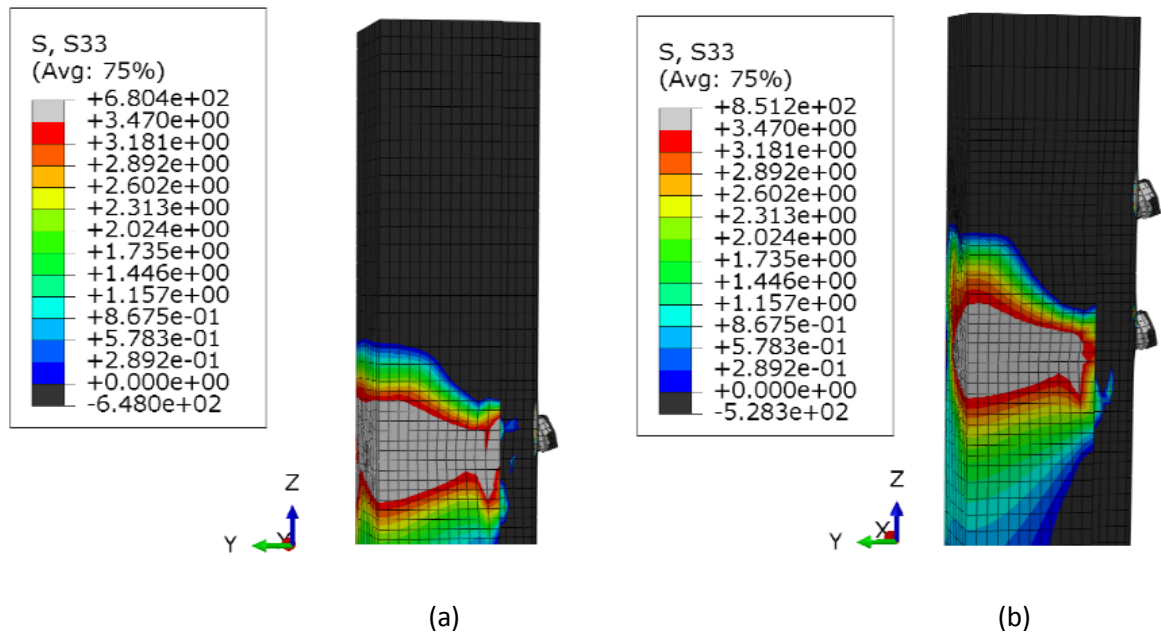 S, S33
(Avg: 75%)
+6.804e+02
+3.470e+00
+3.181e+00
+2.892e+00
+2.602e+00
+2.313e+00
+2.024e+00
+1.735e+00
+1.446e+00
+1.157e+00
+8.675e-01
+5.783e-01
+2.892e-01
+0.000e+00
-6.480e+02
Z
Y
X
(a)
S, S33
(Avg: 75%)
+8.512e+02
+3.470e+00
+3.181e+00
+2.892e+00
+2.602e+00
+2.313e+00
+2.024e+00
+1.735e+00
+1.446e+00
+1.157e+00
+8.675e-01
+5.783e-01
+2.892e-01
+0.000e+00
-5.283e+02
Z
Y
X
(b)